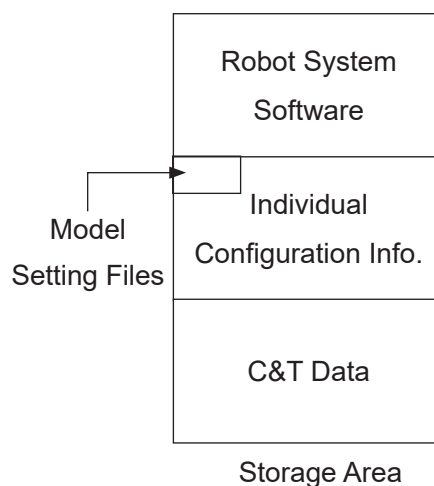 Robot System
Software
Model
Setting Files
Individual
Configuration Info.
C&T Data
Storage Area